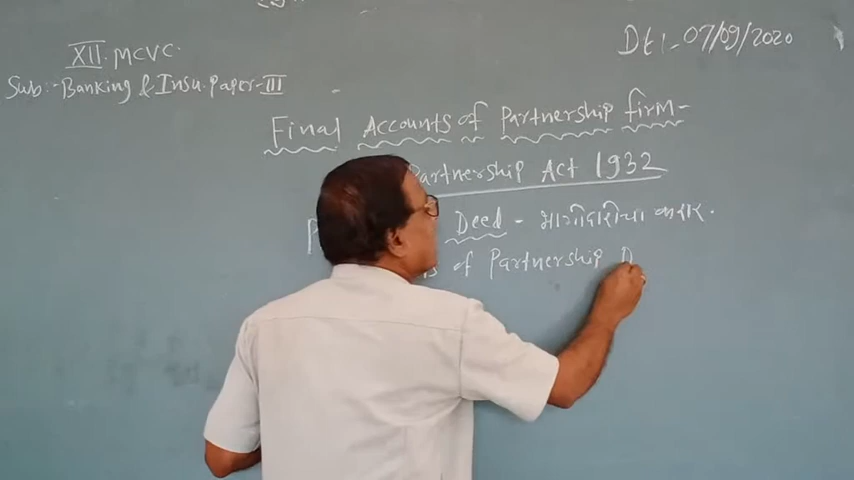 XII. MCVC.
Dt:- 07/09/2020
Sub:- Banking & Insu. Paper-III
Final Accounts of Partnership firm-
Partnership Act 1932
P Deed - भागीदारीचा करार.
of Partnership D